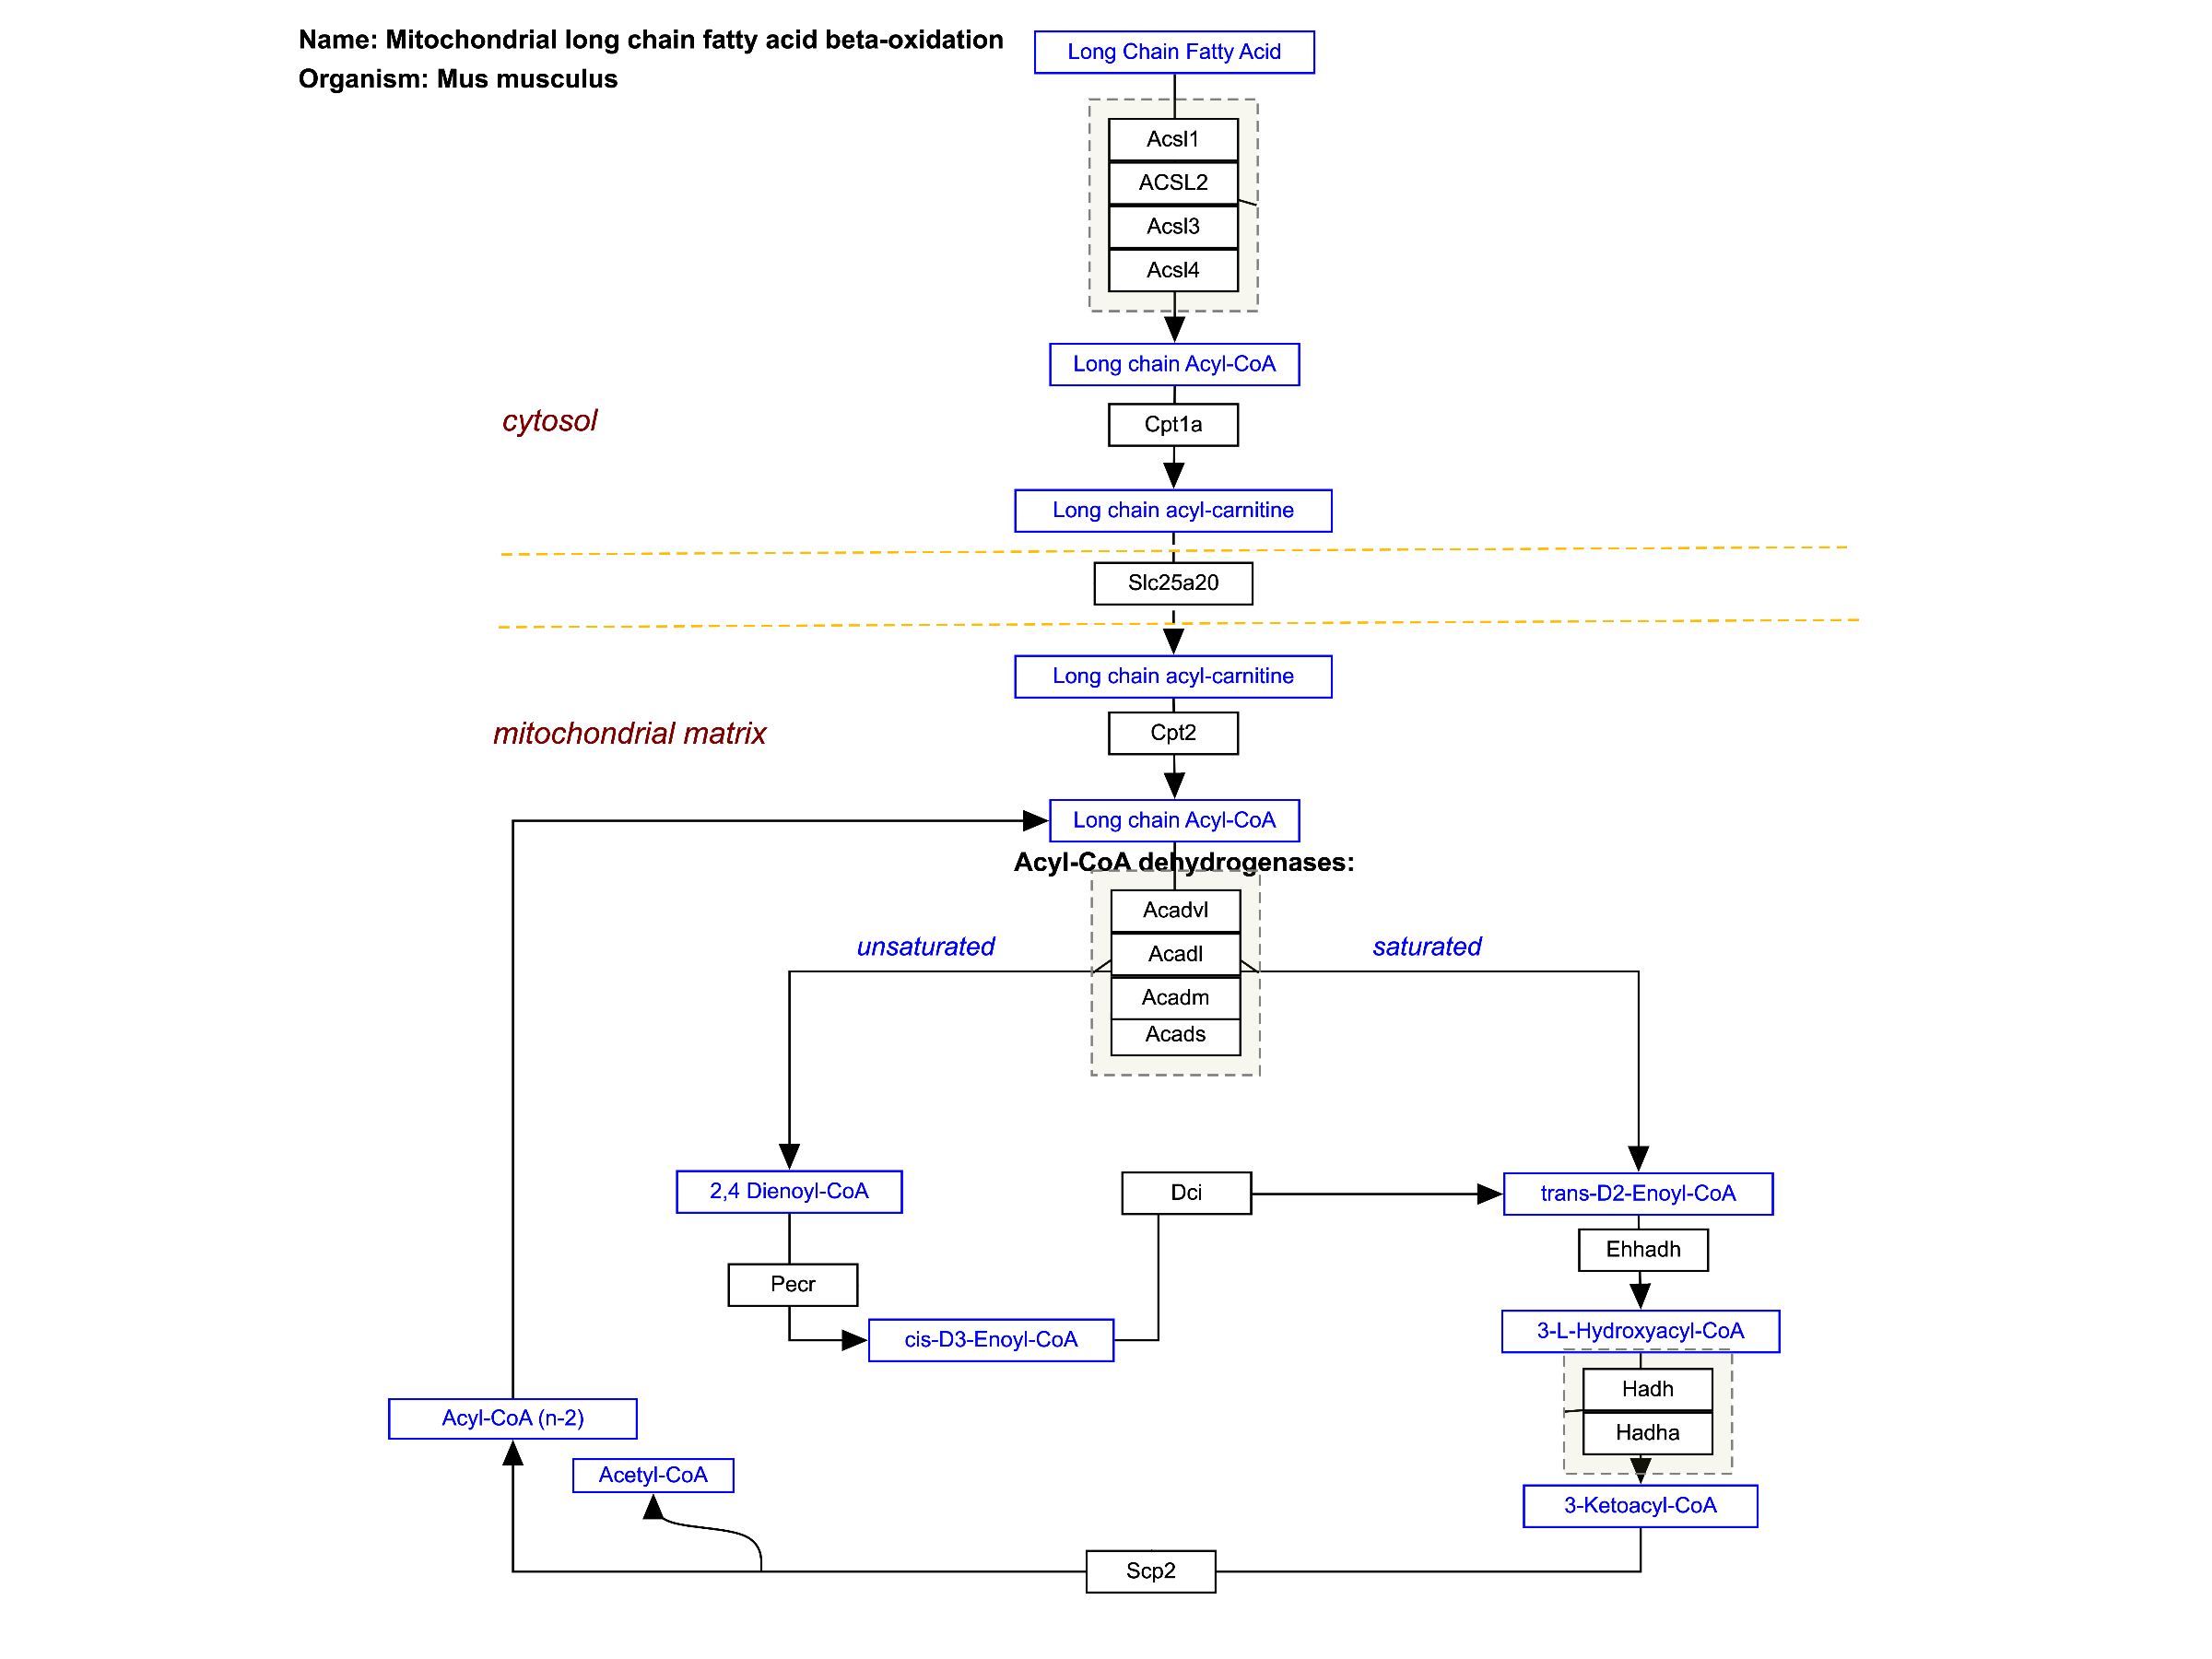 Name: Mitochondrial long chain fatty acid beta-oxidation
Organism: Mus musculus
Long Chain Fatty Acid
Acsl1
ACSL2
Acsl3
Acsl4
Long chain Acyl-CoA
cytosol
Cpt1a
Long chain acyl-carnitine
Slc25a20
Long chain acyl-carnitine
mitochondrial matrix
Cpt2
Long chain Acyl-CoA
Acyl-CoA dehydrogenases:
Acadvl
unsaturated
Acadl
saturated
Acadm
Acads
2,4 Dienoyl-CoA
Dci
trans-D2-Enoyl-CoA
Ehhadh
Pecr
cis-D3-Enoyl-CoA
3-L-Hydroxyacyl-CoA
Hadh
Acyl-CoA (n-2)
Hadha
Acetyl-CoA
3-Ketoacyl-CoA
Scp2